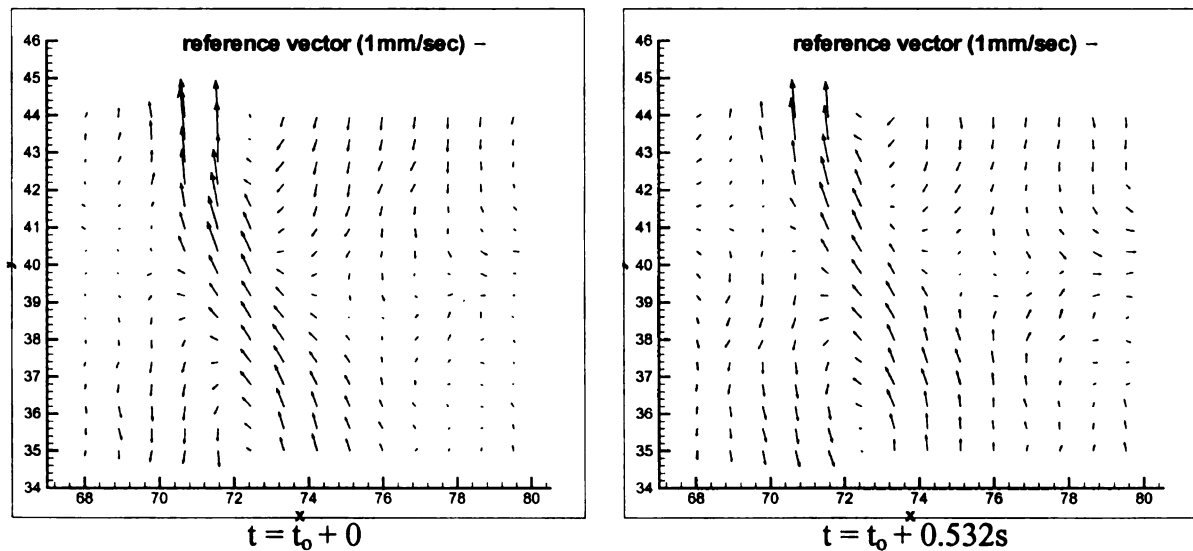 reference vector (1mm/sec)
46
45
44
43
42
41
40
39
38
37
36
35
34
68 70 72 74 76 78 80
x
y
t = t₀ + 0
reference vector (1mm/sec)
46
45
44
43
42
41
40
39
38
37
36
35
34
68 70 72 74 76 78 80
x
t = t₀ + 0.532s